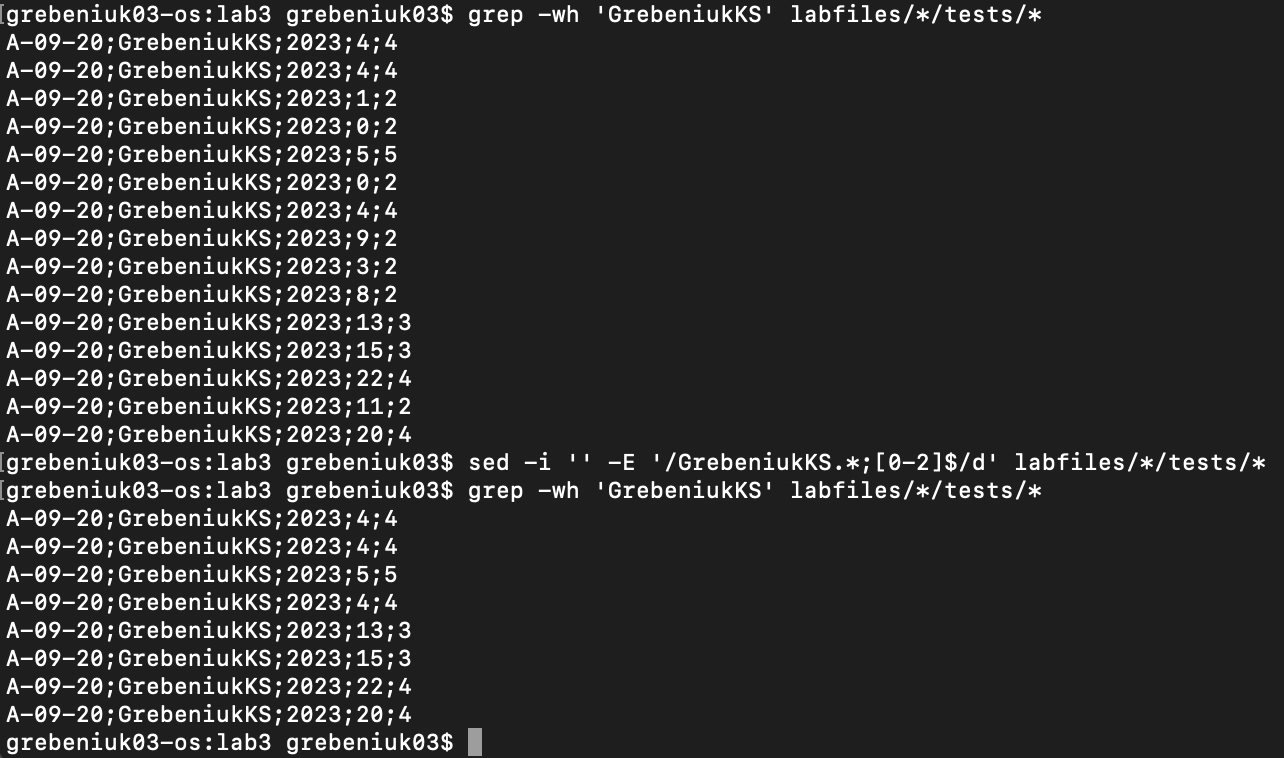 [grebeniuk03-os:lab3 grebeniuk03$ grep -wh 'GrebeniukKS' labfiles/*/tests/*
A-09-20;GrebeniukKS;2023;4;4
A-09-20;GrebeniukKS;2023;4;4
A-09-20;GrebeniukKS;2023;1;2
A-09-20;GrebeniukKS;2023;0;2
A-09-20;GrebeniukKS;2023;5;5
A-09-20;GrebeniukKS;2023;0;2
A-09-20;GrebeniukKS;2023;4;4
A-09-20;GrebeniukKS;2023;9;2
A-09-20;GrebeniukKS;2023;3;2
A-09-20;GrebeniukKS;2023;8;2
A-09-20;GrebeniukKS;2023;13;3
A-09-20;GrebeniukKS;2023;15;3
A-09-20;GrebeniukKS;2023;22;4
A-09-20;GrebeniukKS;2023;11;2
A-09-20;GrebeniukKS;2023;20;4
[grebeniuk03-os:lab3 grebeniuk03$ sed -i '' -E '/GrebeniukKS.*;[0-2]$/d' labfiles/*/tests/*
[grebeniuk03-os:lab3 grebeniuk03$ grep -wh 'GrebeniukKS' labfiles/*/tests/*
A-09-20;GrebeniukKS;2023;4;4
A-09-20;GrebeniukKS;2023;4;4
A-09-20;GrebeniukKS;2023;5;5
A-09-20;GrebeniukKS;2023;4;4
A-09-20;GrebeniukKS;2023;13;3
A-09-20;GrebeniukKS;2023;15;3
A-09-20;GrebeniukKS;2023;22;4
A-09-20;GrebeniukKS;2023;20;4
grebeniuk03-os:lab3 grebeniuk03$